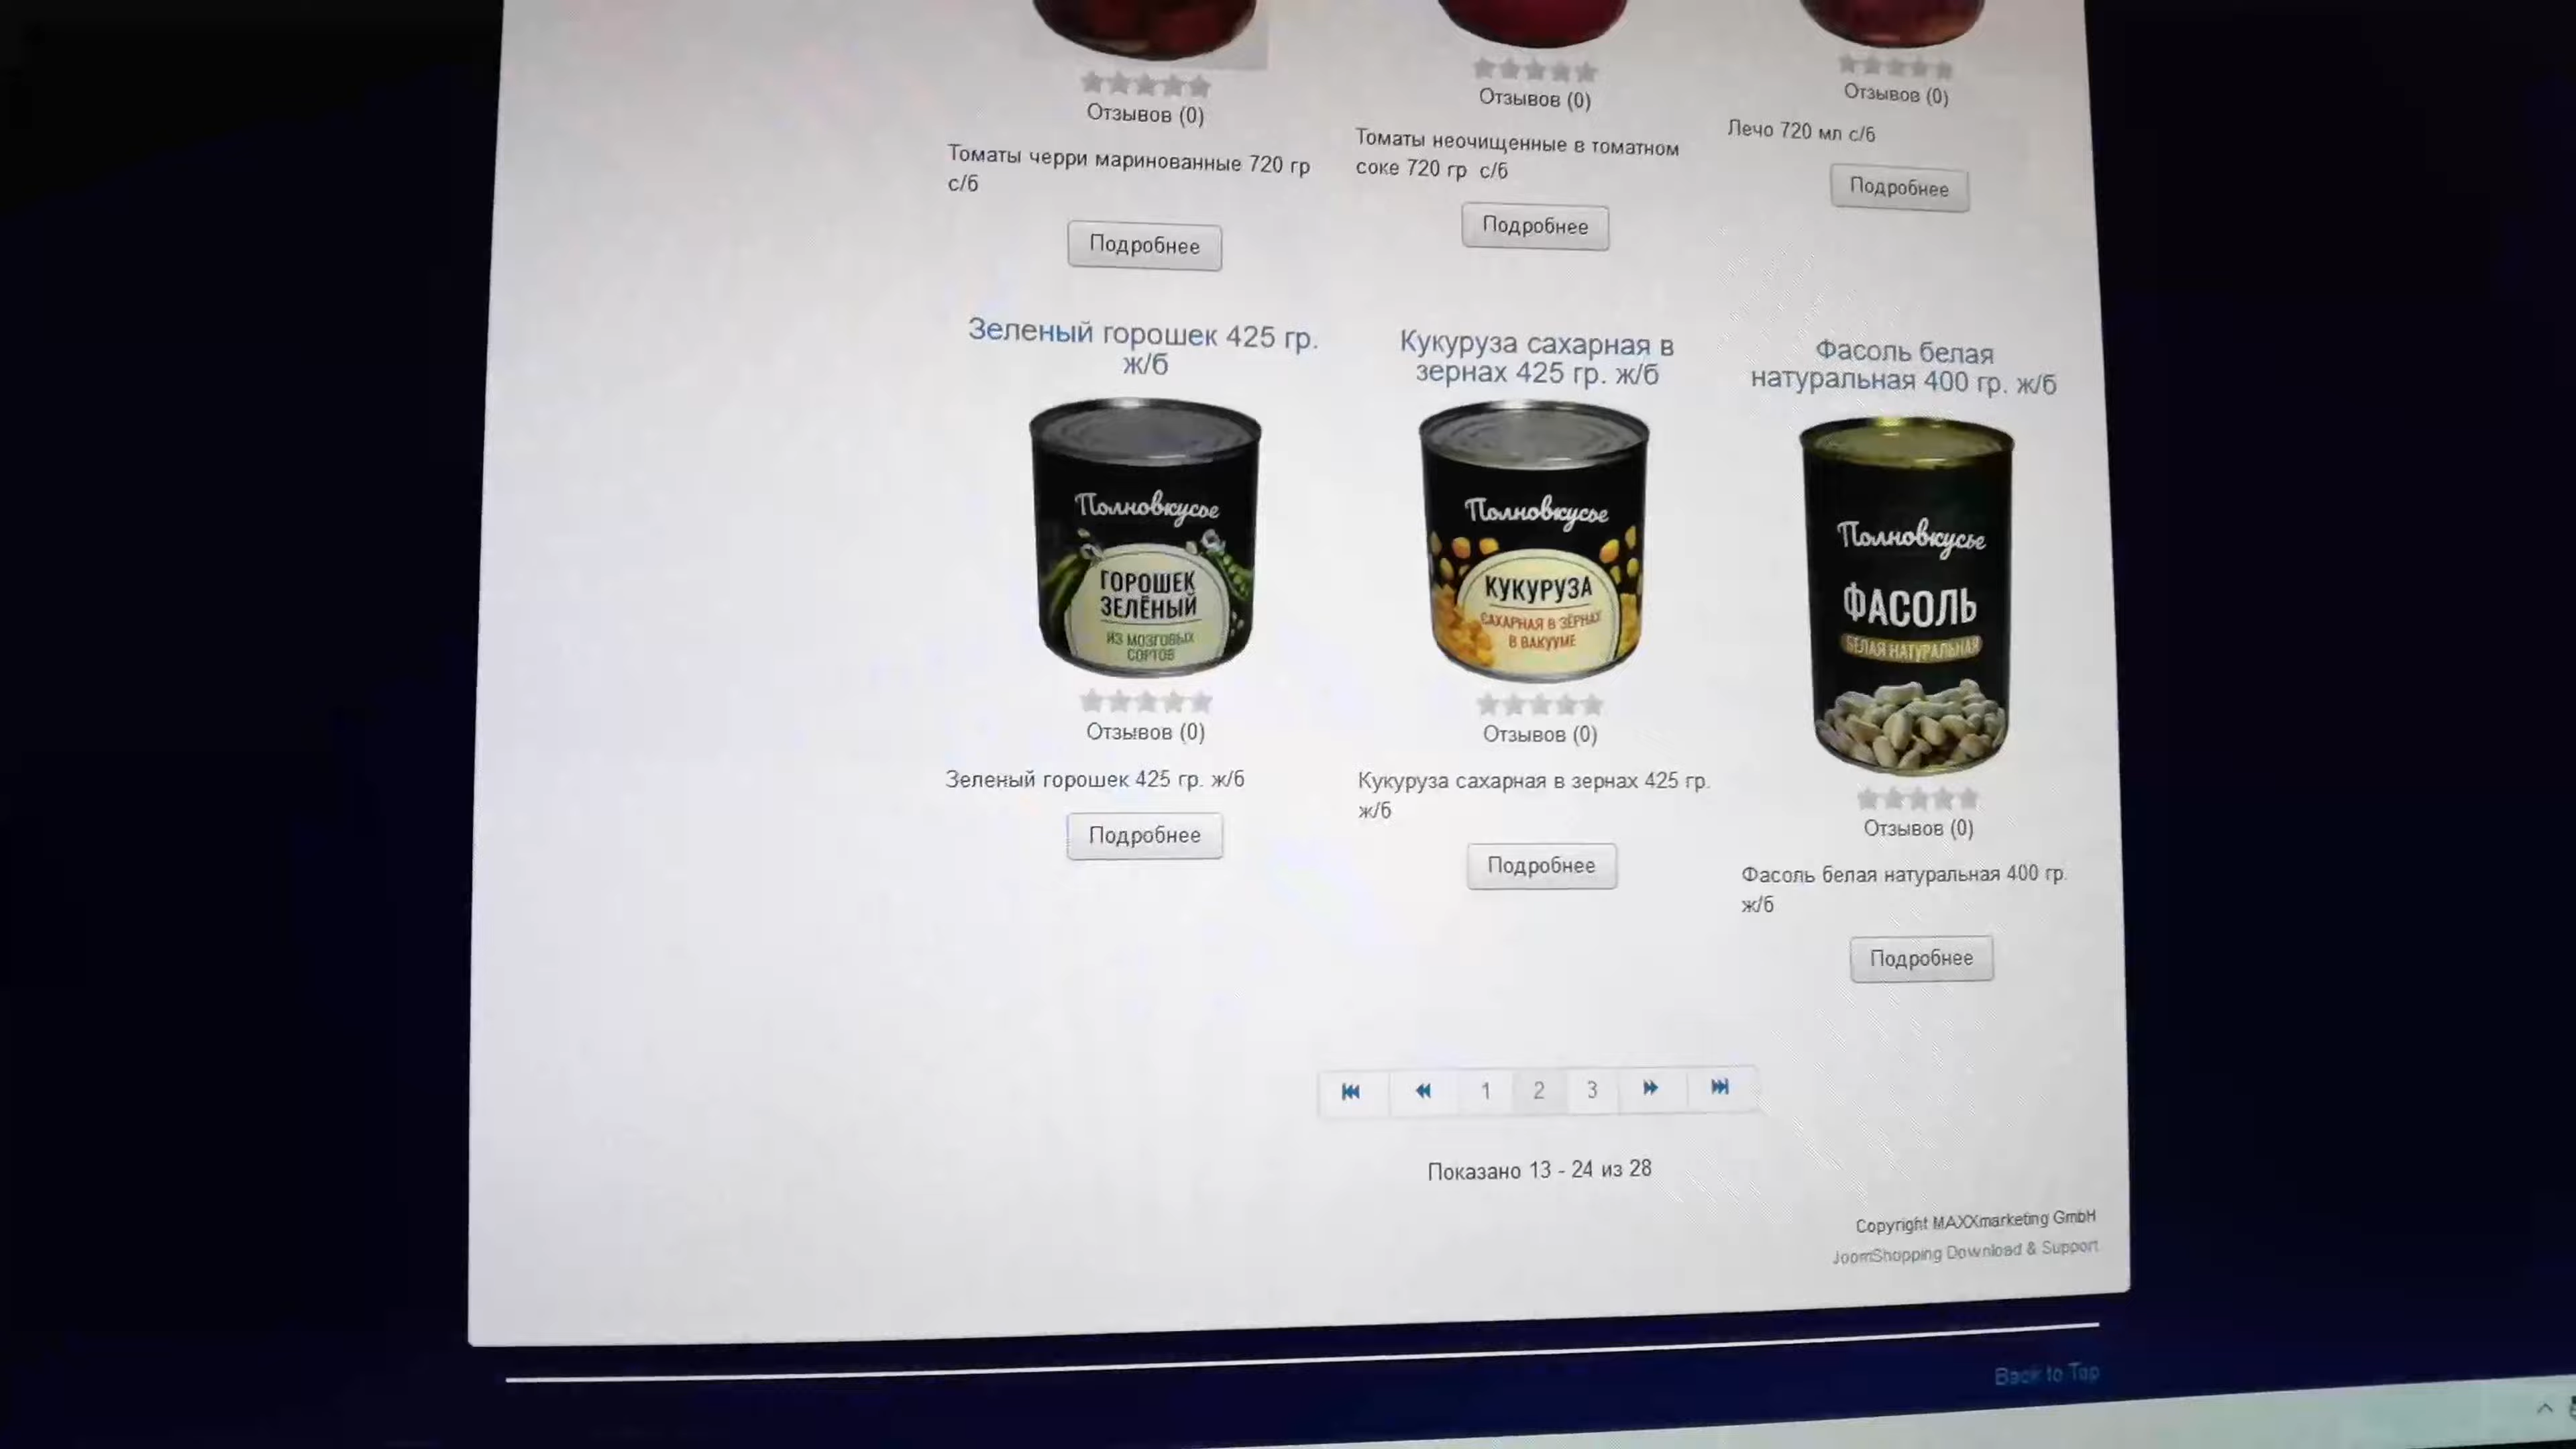 Отзывов (0)
Отзывов (0)
Отзывов (0)
Томаты черри маринованные 720 гр
с/б
Томаты неочищенные в томатном
соке 720 гр с/б
Лечо 720 мл с/б
Подробнее
Подробнее
Подробнее
Зеленый горошек 425 гр.
ж/б
Кукуруза сахарная в
зернах 425 гр. ж/б
Фасоль белая
натуральная 400 гр. ж/б
Полновкусье
ГОРОШЕК
ЗЕЛЁНЫЙ
ИЗ МОЗГОВЫХ
СОРТОВ
Полновкусье
КУКУРУЗА
САХАРНАЯ В ЗЁРНАХ
В ВАКУУМЕ
Полновкусье
ФАСОЛЬ
БЕЛАЯ НАТУРАЛЬНАЯ
Отзывов (0)
Отзывов (0)
Отзывов (0)
Зеленый горошек 425 гр. ж/б
Кукуруза сахарная в зернах 425 гр.
ж/б
Фасоль белая натуральная 400 гр.
ж/б
Подробнее
Подробнее
Подробнее
1 2 3
Показано 13 - 24 из 28
Copyright MAXXmarketing GmbH
JoomShopping Download & Support
Back to Top